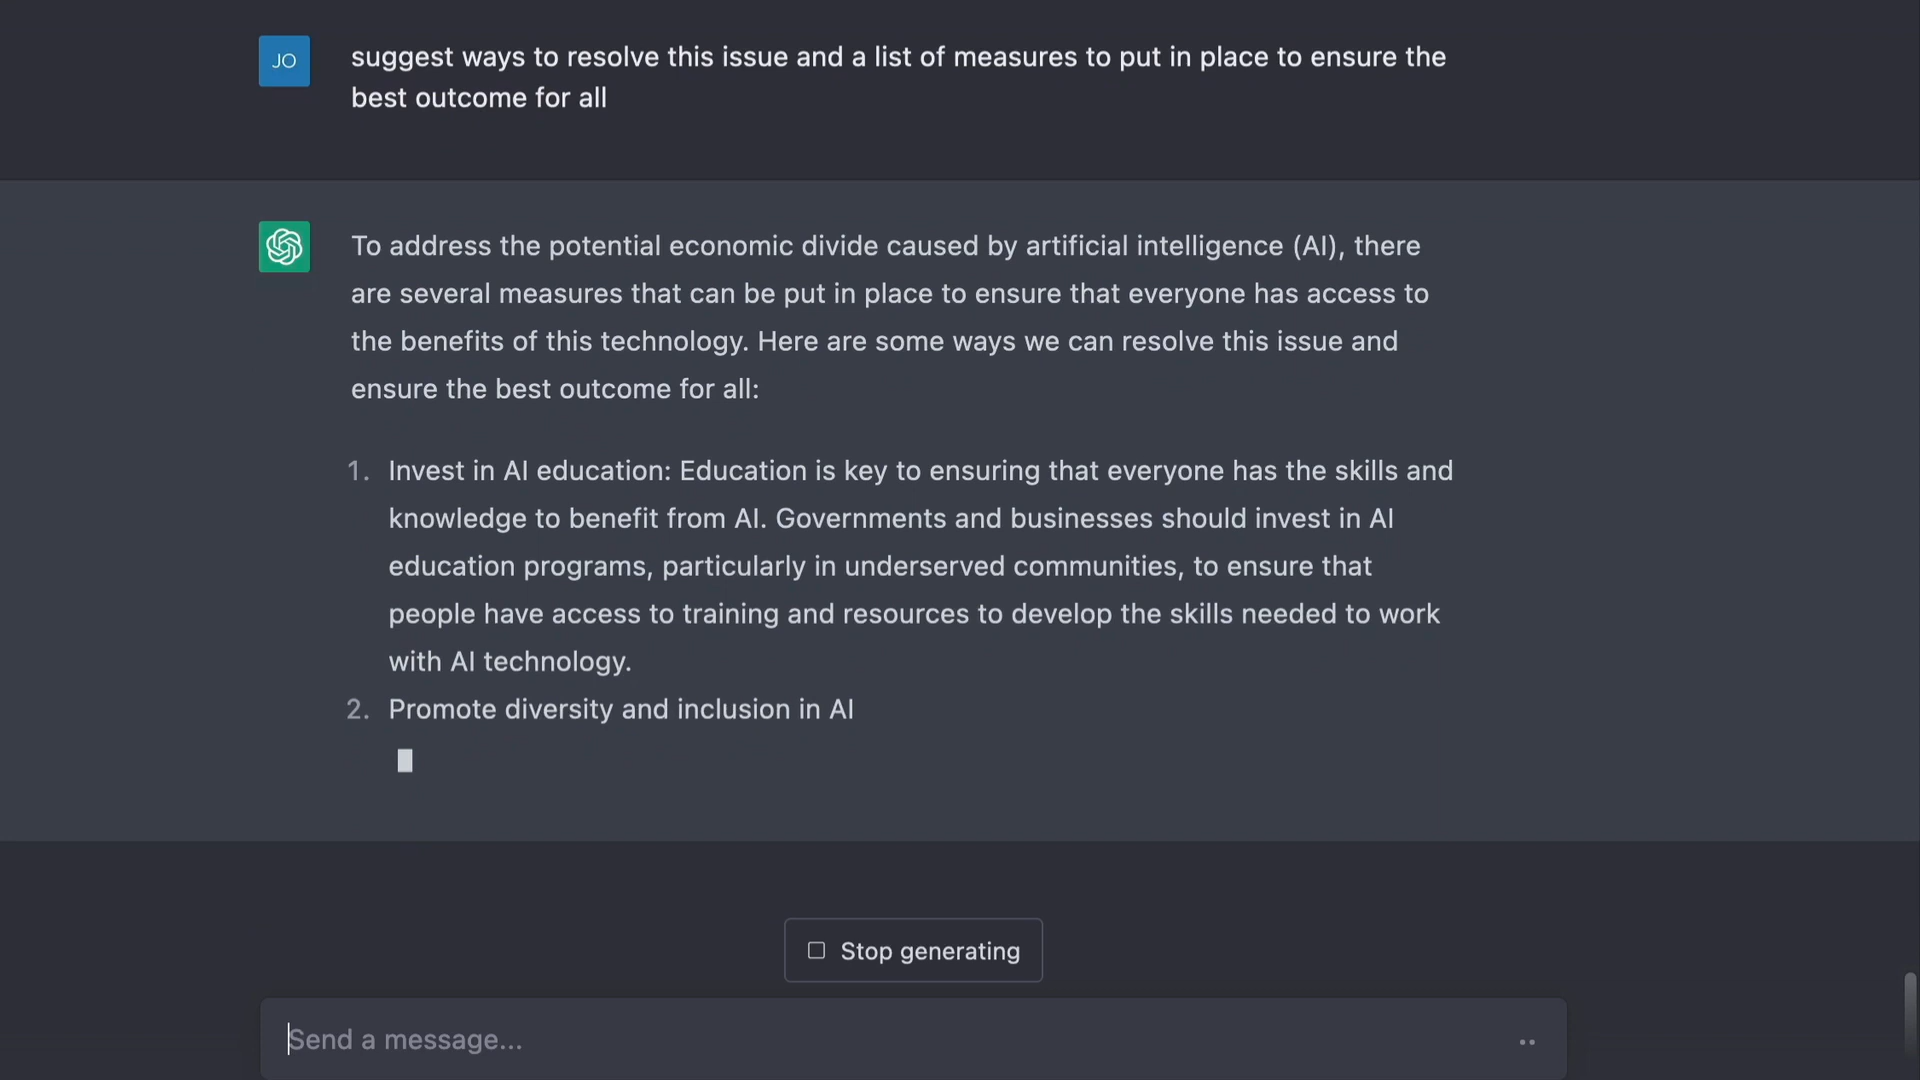 JO
suggest ways to resolve this issue and a list of measures to put in place to ensure the
best outcome for all
To address the potential economic divide caused by artificial intelligence (AI), there
are several measures that can be put in place to ensure that everyone has access to
the benefits of this technology. Here are some ways we can resolve this issue and
ensure the best outcome for all:
1. Invest in AI education: Education is key to ensuring that everyone has the skills and
knowledge to benefit from AI. Governments and businesses should invest in AI
education programs, particularly in underserved communities, to ensure that
people have access to training and resources to develop the skills needed to work
with AI technology.
2. Promote diversity and inclusion in AI
Stop generating
Send a message...